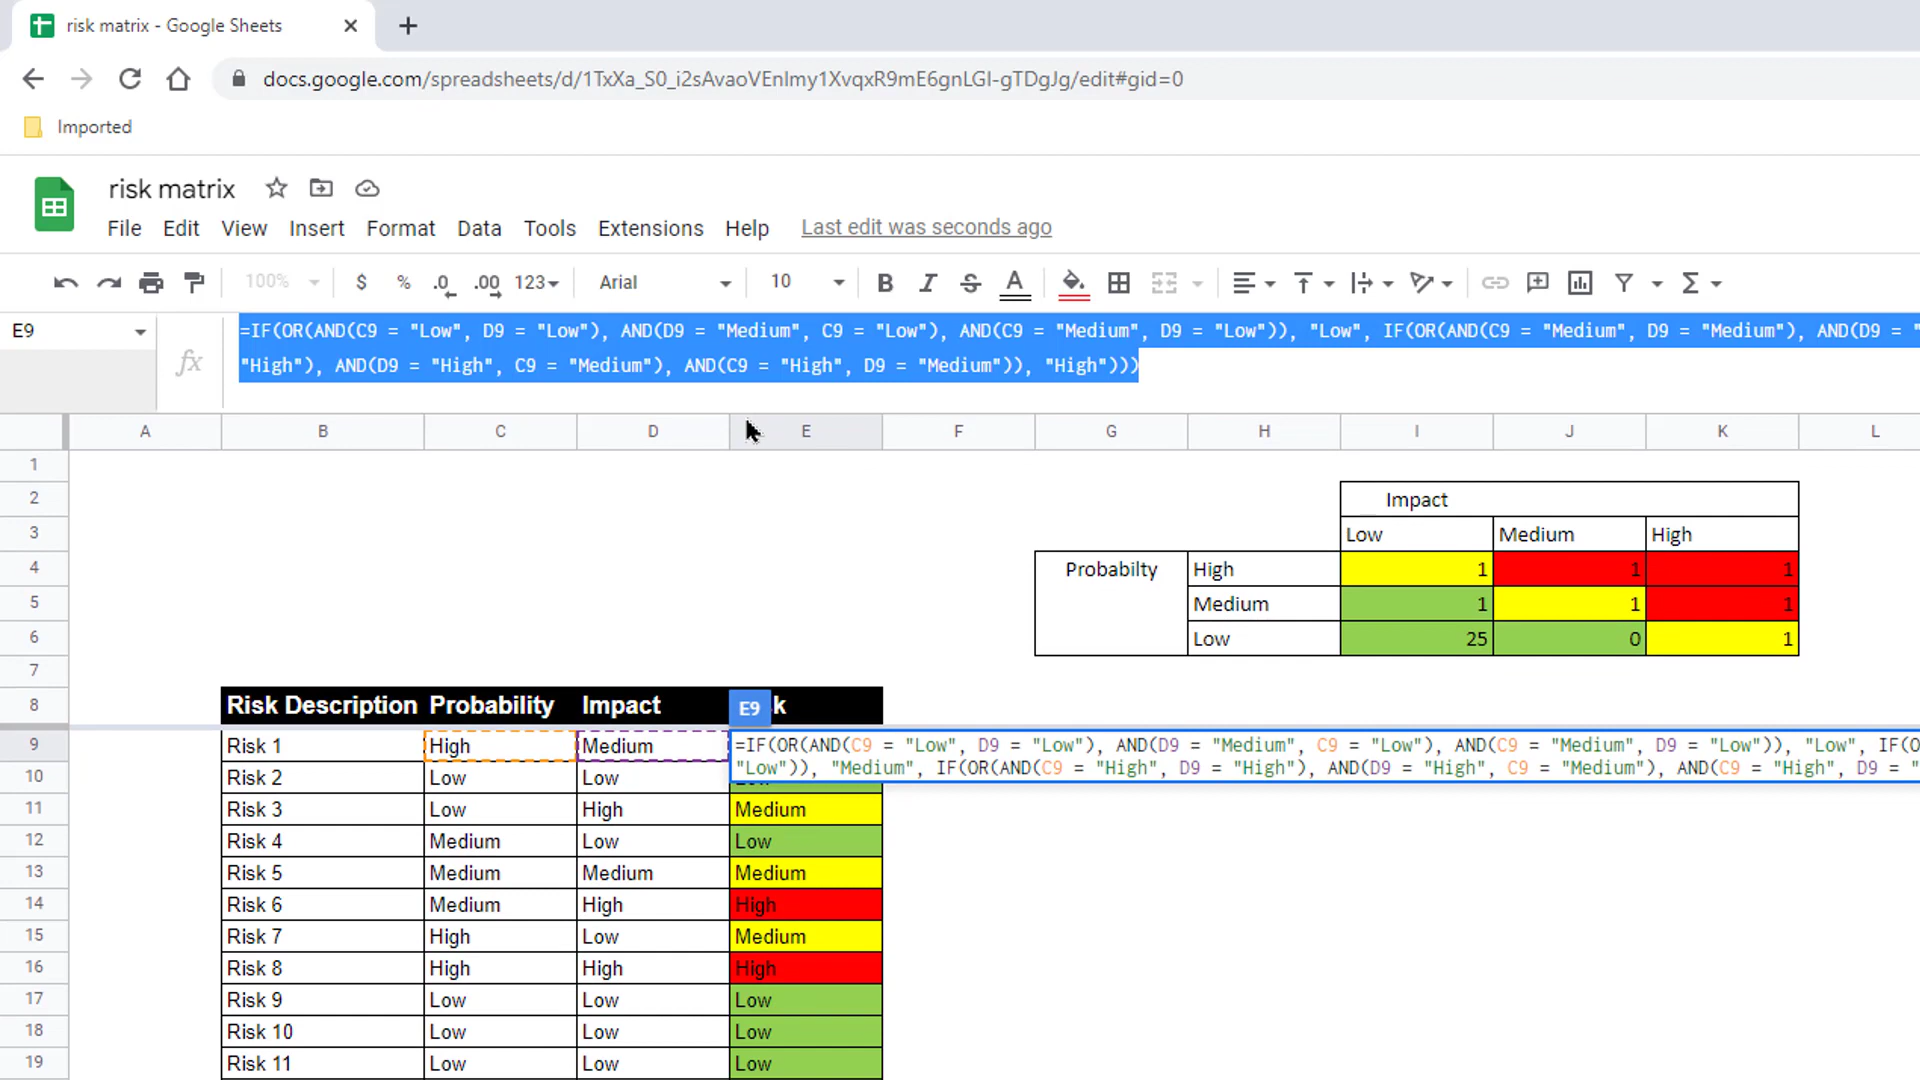 risk matrix - Google Sheets
docs.google.com/spreadsheets/d/1TxXa_S0_i2sAvaoVEnImy1XvqxR9mE6gnLGI-gTDgJg/edit#gid=0
Imported
risk matrix
File Edit View Insert Format Data Tools Extensions Help Last edit was seconds ago
100% $ % .0 .00 123 Arial 10 B I S A
E9 fx =IF(OR(AND(C9 = "Low", D9 = "Low"), AND(D9 = "Medium", C9 = "Low"), AND(C9 = "Medium", D9 = "Low")), "Low", IF(OR(AND(C9 = "Medium", D9 = "Medium"), AND(D9 = "
"High"), AND(D9 = "High", C9 = "Medium"), AND(C9 = "High", D9 = "Medium")), "High")))
A B C D E F G H I J K L
1
2 Impact
3 Low Medium High
4 Probabilty High 1 1 1
5 Medium 1 1 1
6 Low 25 0 1
7
8 Risk Description Probability Impact E9 k
9 Risk 1 High Medium =IF(OR(AND(C9 = "Low", D9 = "Low"), AND(D9 = "Medium", C9 = "Low"), AND(C9 = "Medium", D9 = "Low")), "Low", IF(O
"Low")), "Medium", IF(OR(AND(C9 = "High", D9 = "High"), AND(D9 = "High", C9 = "Medium"), AND(C9 = "High", D9 = "
10 Risk 2 Low Low
11 Risk 3 Low High Medium
12 Risk 4 Medium Low Low
13 Risk 5 Medium Medium Medium
14 Risk 6 Medium High High
15 Risk 7 High Low Medium
16 Risk 8 High High High
17 Risk 9 Low Low Low
18 Risk 10 Low Low Low
19 Risk 11 Low Low Low